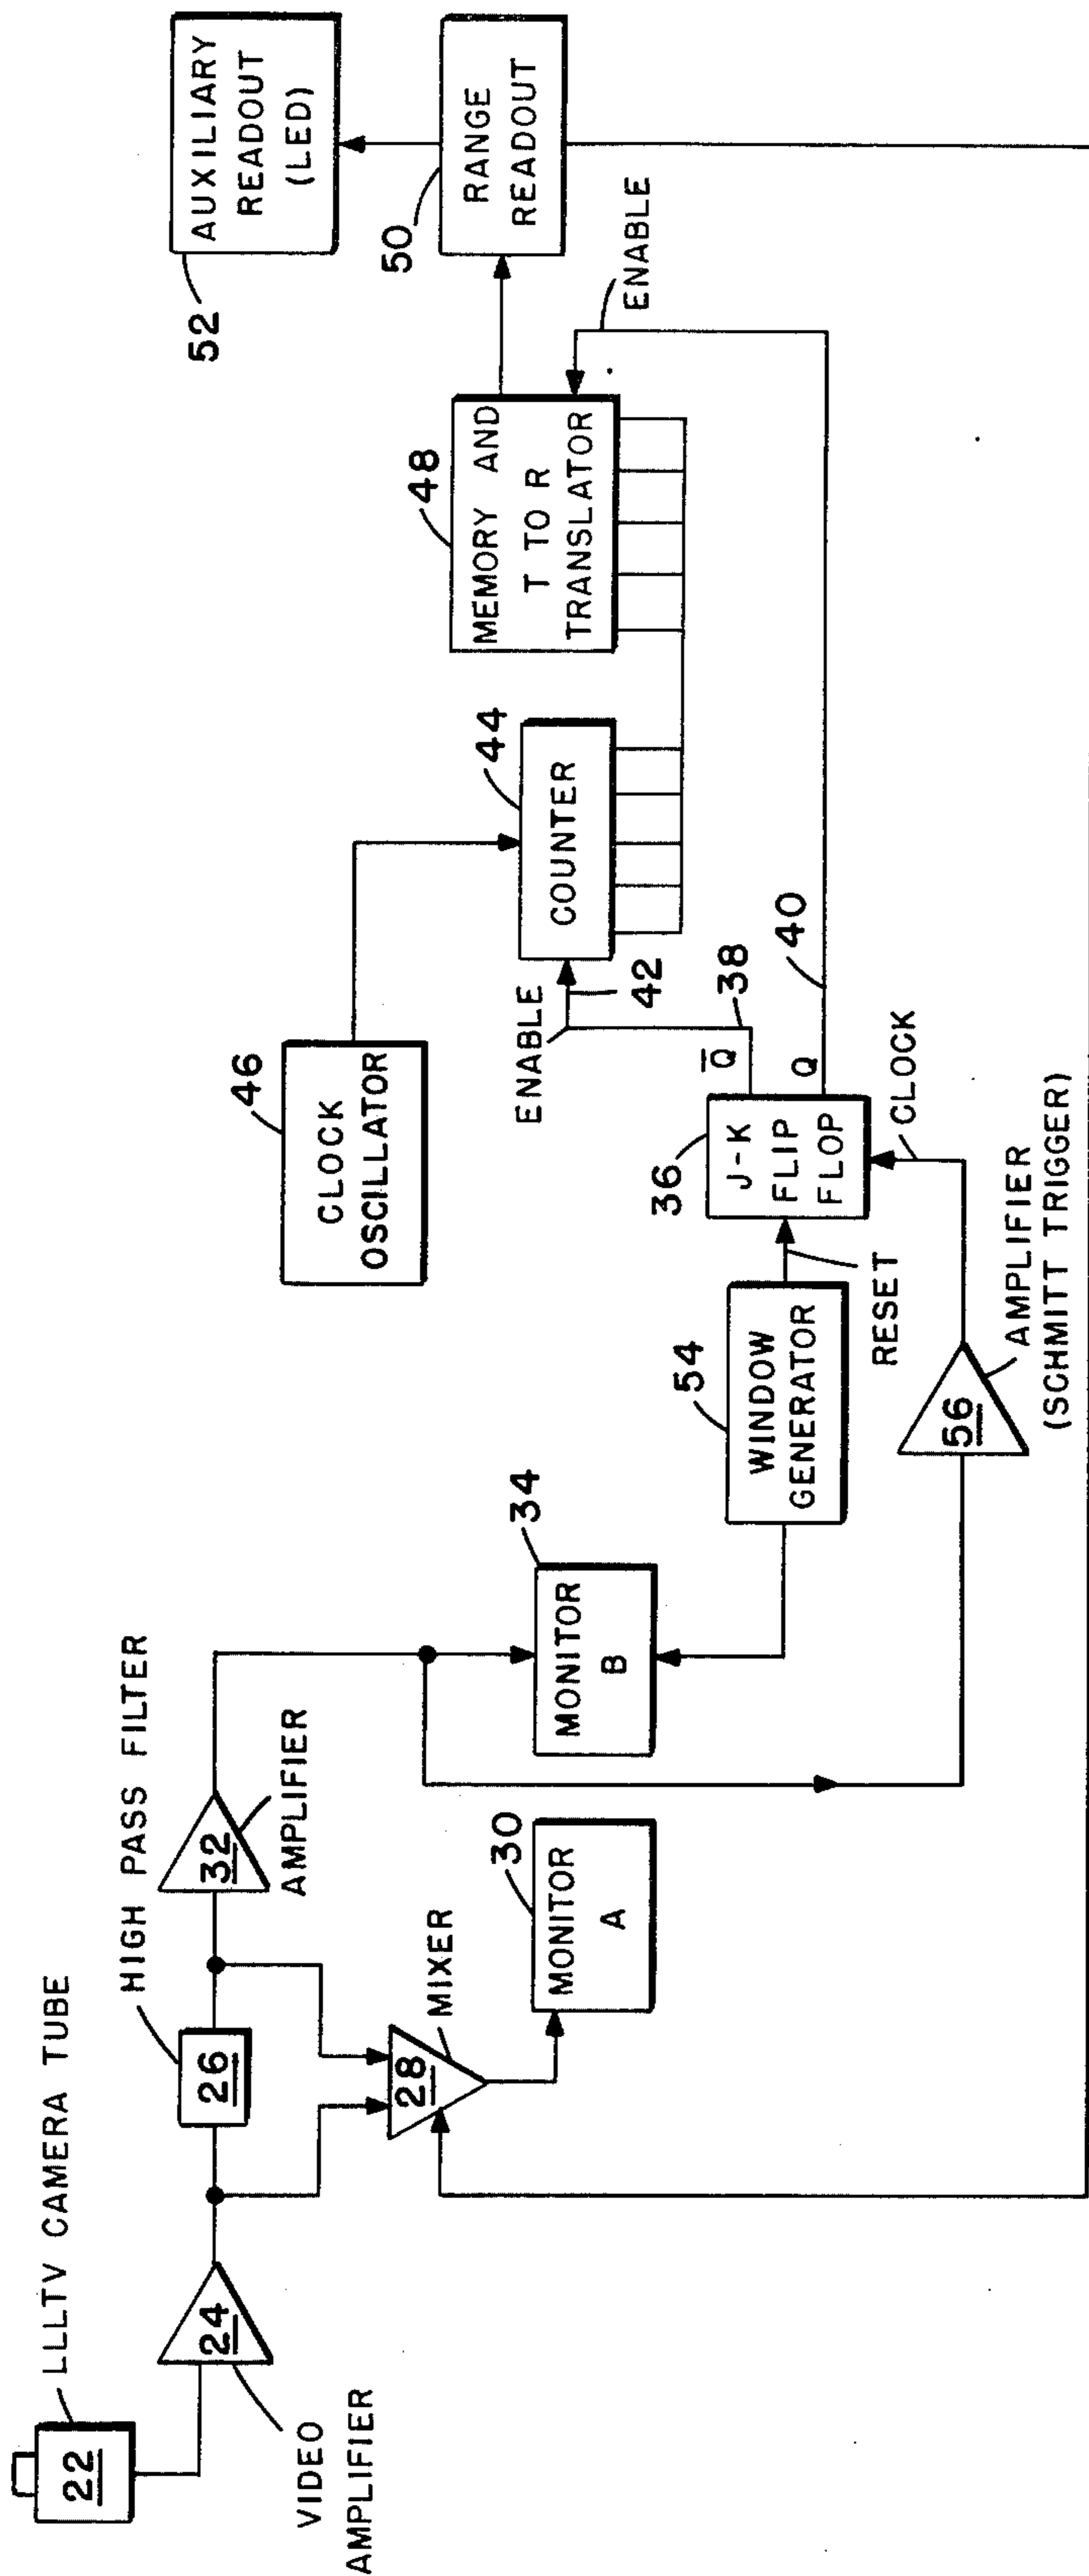 22
LLLTV CAMERA TUBE
24
VIDEO
AMPLIFIER
26
HIGH PASS FILTER
28
MIXER
32
AMPLIFIER
30
MONITOR
A
34
MONITOR
B
54
WINDOW
GENERATOR
RESET
56
AMPLIFIER
(SCHMITT TRIGGER)
CLOCK
36
J-K
FLIP
FLOP
Q̅
Q
38
40
42
ENABLE
46
CLOCK
OSCILLATOR
44
COUNTER
48
MEMORY AND
T TO R
TRANSLATOR
ENABLE
50
RANGE
READOUT
52
AUXILIARY
READOUT
(LED)